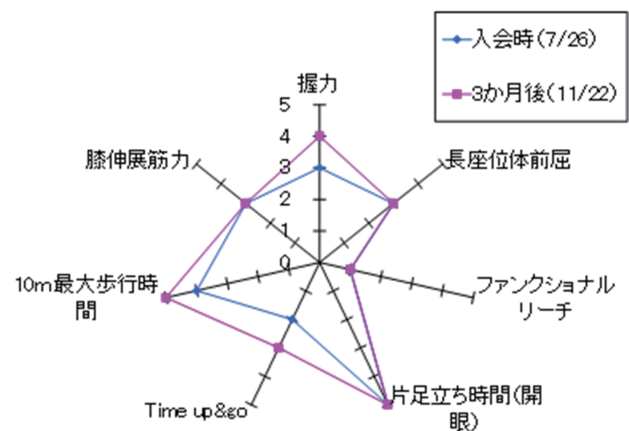 入会時(7/26)
3か月後(11/22)
握力
5
4
3
2
1
0
長座位体前屈
ファンクショナル
リーチ
片足立ち時間(開
眼)
Time up&go
10m最大歩行時
間
膝伸展筋力